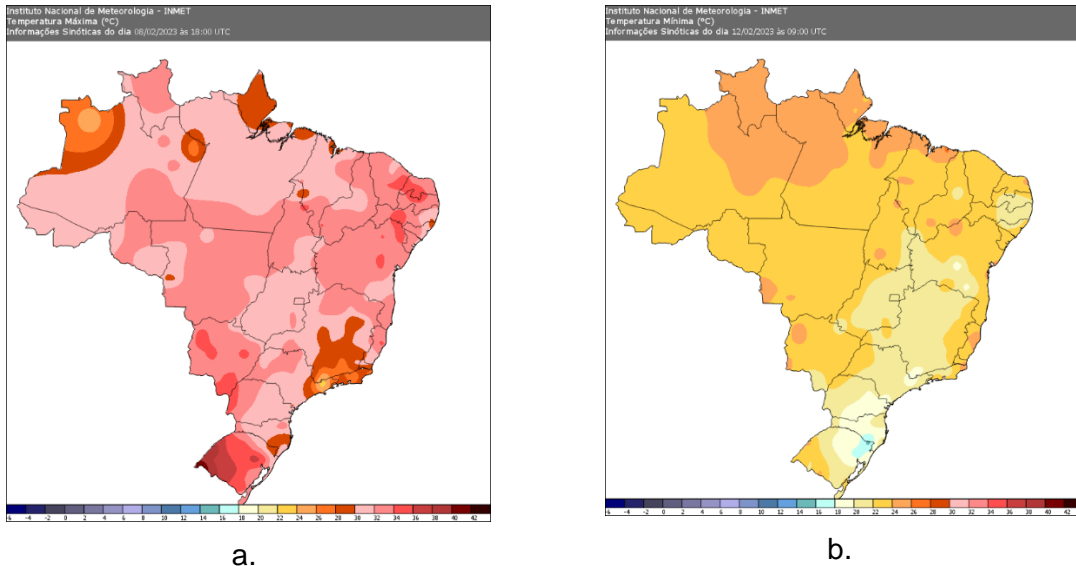 Instituto Nacional de Meteorologia - INMET
Temperatura Máxima (°C)
Informações Sinóticas do dia 08/02/2023 às 18:00 UTC
-6 -4 -2 0 2 4 6 8 10 12 14 16 18 20 22 24 26 28 30 32 34 36 38 40 42
a.
Instituto Nacional de Meteorologia - INMET
Temperatura Mínima (°C)
Informações Sinóticas do dia 12/02/2023 às 09:00 UTC
-6 -4 -2 0 2 4 6 8 10 12 14 16 18 20 22 24 26 28 30 32 34 36 38 40 42
b.